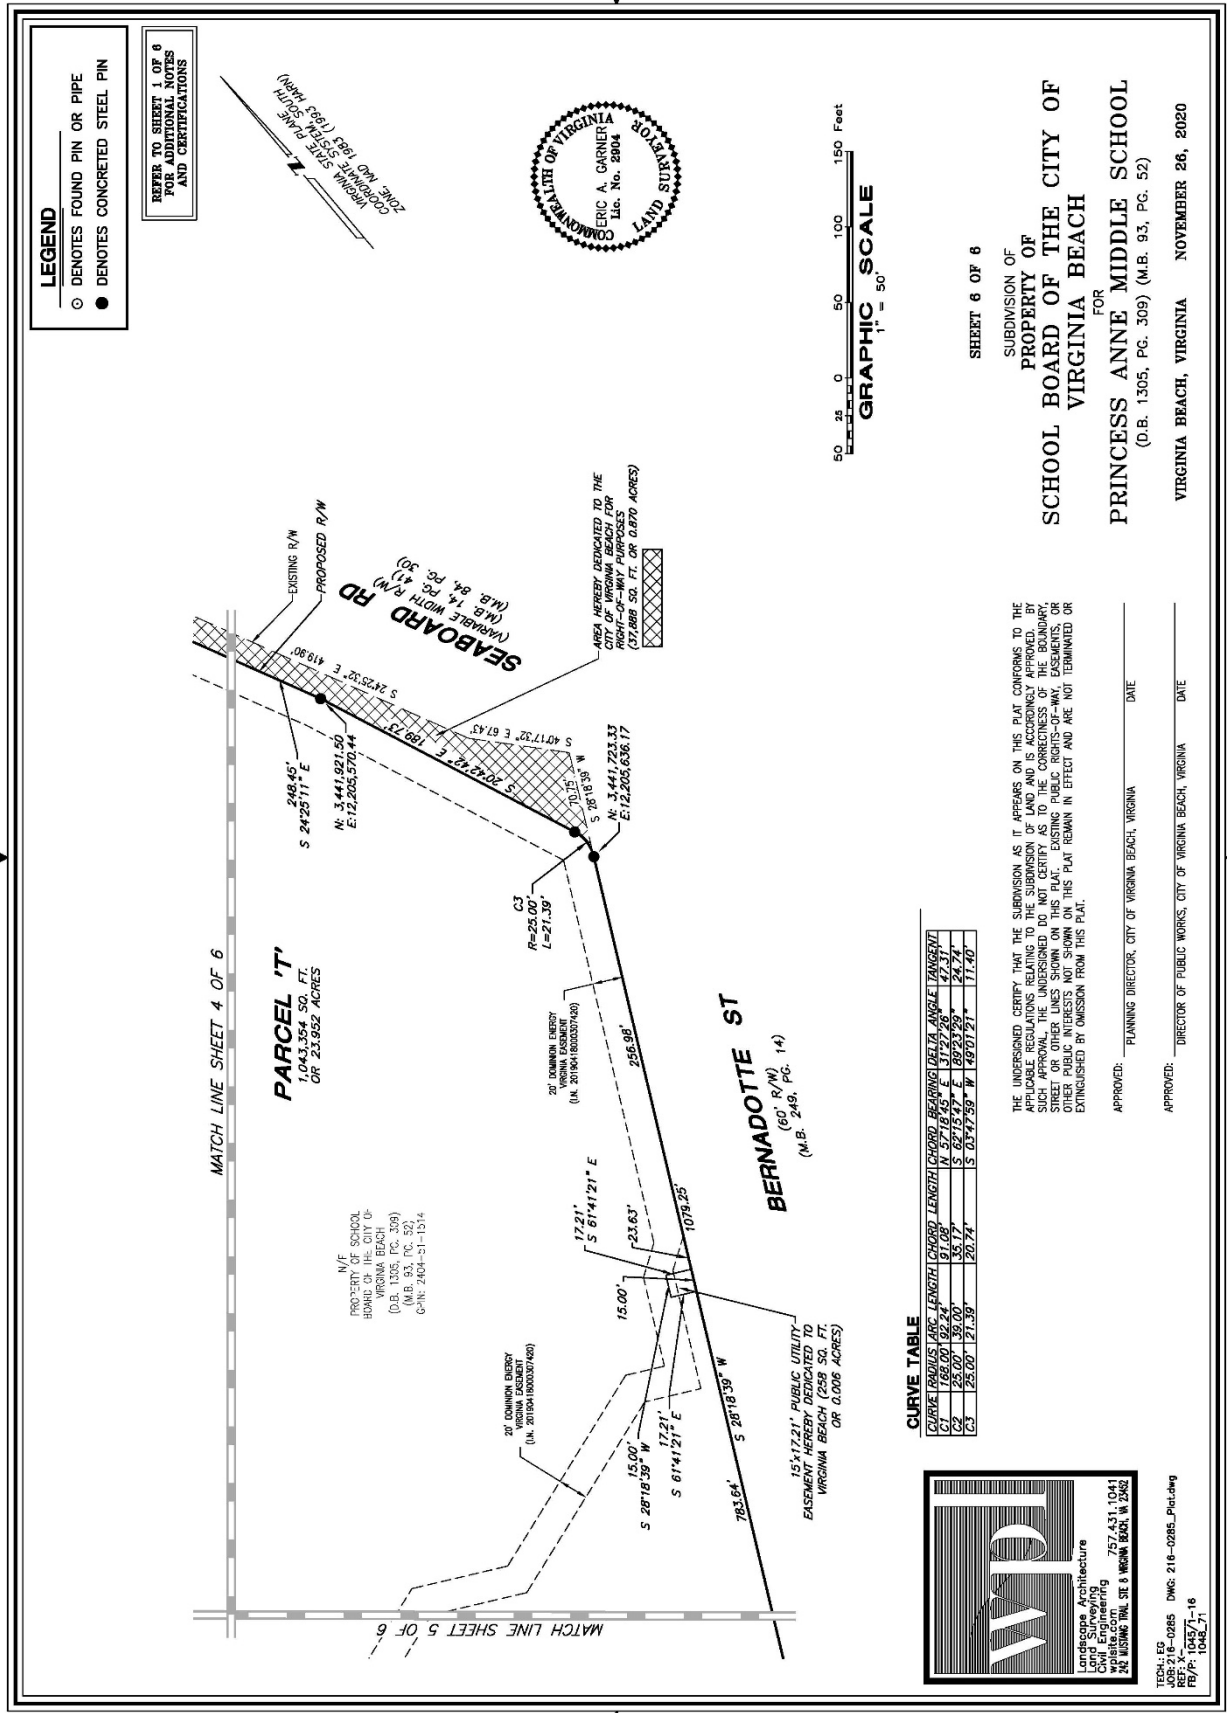 LEGEND
DENOTES FOUND PIN OR PIPE
DENOTES CONCRETED STEEL PIN
REFER TO SHEET 1 OF 6
FOR ADDITIONAL NOTES
AND CERTIFICATIONS
VIRGINIA STATE PLANE
COORDINATE SYSTEM, SOUTH
ZONE, NAD 1983 (1993 HARN)
COMMONWEALTH OF VIRGINIA
ERIC A. GARNER
Lic. No. 2904
LAND SURVEYOR
MATCH LINE SHEET 4 OF 6
MATCH LINE SHEET 5 OF 6
PARCEL 'T'
1,043,354 SQ. FT.
OR 23.952 ACRES
N/F
PROPERTY OF SCHOOL
BOARD OF THE CITY OF
VIRGINIA BEACH
(D.B. 1305, PG. 309)
(M.B. 93, PG. 52)
GPIN: 2404-51-1514
EXISTING R/W
PROPOSED R/W
SEABOARD RD
(VARIABLE WIDTH R/W)
(M.B. 14, PG. 41)
(M.B. 84, PG. 30)
S 24°25'32" E 419.90'
248.45'
S 24°25'11" E
N: 3,441,921.50
E:12,205,570.44
189.73'
S 20°42'42" E
S 40°17'32" E 67.43'
70.75'
S 28°18'39" W
N: 3,441,723.33
E:12,205,636.17
AREA HEREBY DEDICATED TO THE
CITY OF VIRGINIA BEACH FOR
RIGHT-OF-WAY PURPOSES
(37,888 SQ. FT. OR 0.870 ACRES)
C3
R=25.00'
L=21.39'
20' DOMINION ENERGY
VIRGINIA EASEMENT
(I.N. 20190418000307420)
256.98'
BERNADOTTE ST
(60' R/W)
(M.B. 249, PG. 14)
1079.25'
17.21'
S 61°41'21" E
23.63'
15.00'
20' DOMINION ENERGY
VIRGINIA EASEMENT
(I.N. 20190418000307420)
15.00'
S 28°18'39" W
17.21'
S 61°41'21" E
15'x17.21' PUBLIC UTILITY
EASEMENT HEREBY DEDICATED TO
VIRGINIA BEACH (258 SQ. FT.
OR 0.006 ACRES)
783.64'
S 28°18'39" W
50 25 0 50 100 150 Feet
GRAPHIC SCALE
1" = 50'
CURVE TABLE
CURVE RADIUS ARC LENGTH CHORD LENGTH CHORD BEARING DELTA ANGLE TANGENT
C1 168.00' 92.24' 91.08' N 57°18'45" E 31°27'26" 47.31'
C2 25.00' 39.00' 35.17' S 62°15'47" E 89°23'29" 24.74'
C3 25.00' 21.39' 20.74' S 03°47'59" W 49°01'21" 11.40'
THE UNDERSIGNED CERTIFY THAT THE SUBDIVISION AS IT APPEARS ON THIS PLAT CONFORMS TO THE
APPLICABLE REGULATIONS RELATING TO THE SUBDIVISION OF LAND AND IS ACCORDINGLY APPROVED. BY
SUCH APPROVAL, THE UNDERSIGNED DO NOT CERTIFY AS TO THE CORRECTNESS OF THE BOUNDARY,
STREET OR OTHER LINES SHOWN ON THIS PLAT. EXISTING PUBLIC RIGHTS-OF-WAY, EASEMENTS, OR
OTHER PUBLIC INTERESTS NOT SHOWN ON THIS PLAT REMAIN IN EFFECT AND ARE NOT TERMINATED OR
EXTINGUISHED BY OMISSION FROM THIS PLAT.
APPROVED:
PLANNING DIRECTOR, CITY OF VIRGINIA BEACH, VIRGINIA DATE
APPROVED:
DIRECTOR OF PUBLIC WORKS, CITY OF VIRGINIA BEACH, VIRGINIA DATE
SHEET 6 OF 6
SUBDIVISION OF
PROPERTY OF
SCHOOL BOARD OF THE CITY OF
VIRGINIA BEACH
FOR
PRINCESS ANNE MIDDLE SCHOOL
(D.B. 1305, PG. 309) (M.B. 93, PG. 52)
VIRGINIA BEACH, VIRGINIA NOVEMBER 26, 2020
wpl
Landscape Architecture
Land Surveying
Civil Engineering
wplsite.com 757.431.1041
242 MUSTANG TRAIL STE 8 VIRGINIA BEACH, VA 23452
TECH.: EG
JOB: 216-0285 DWG: 216-0285_Plat.dwg
REF: X-
FB/P: 1045/1-16
1048_71